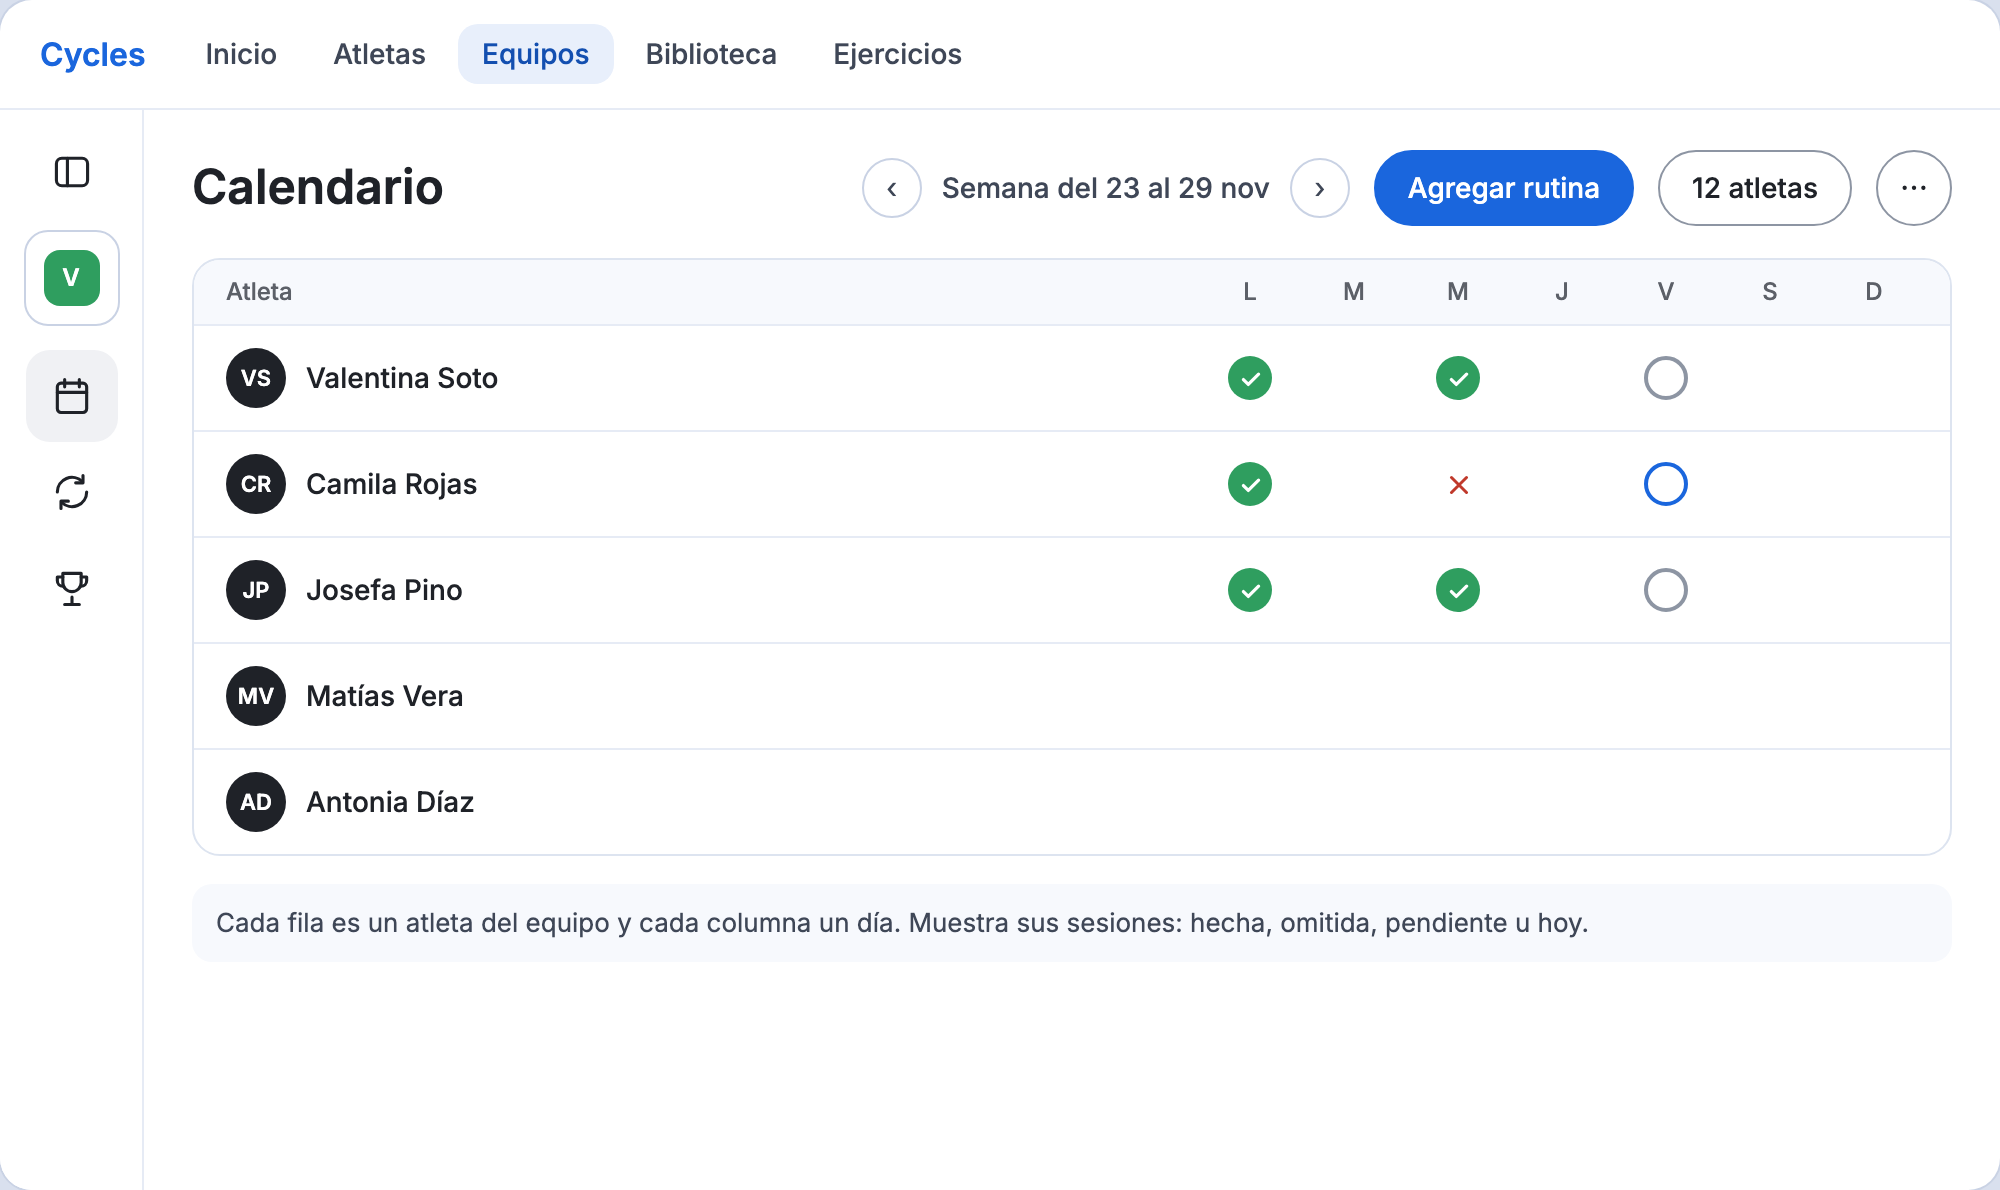 Cycles Inicio Atletas Equipos Biblioteca Ejercicios
Calendario ‹ Semana del 23 al 29 nov › Agregar rutina 12 atletas ···
V
Atleta L M M J V S D
VS Valentina Soto
CR Camila Rojas
JP Josefa Pino
MV Matías Vera
AD Antonia Díaz
Cada fila es un atleta del equipo y cada columna un día. Muestra sus sesiones: hecha, omitida, pendiente u hoy.